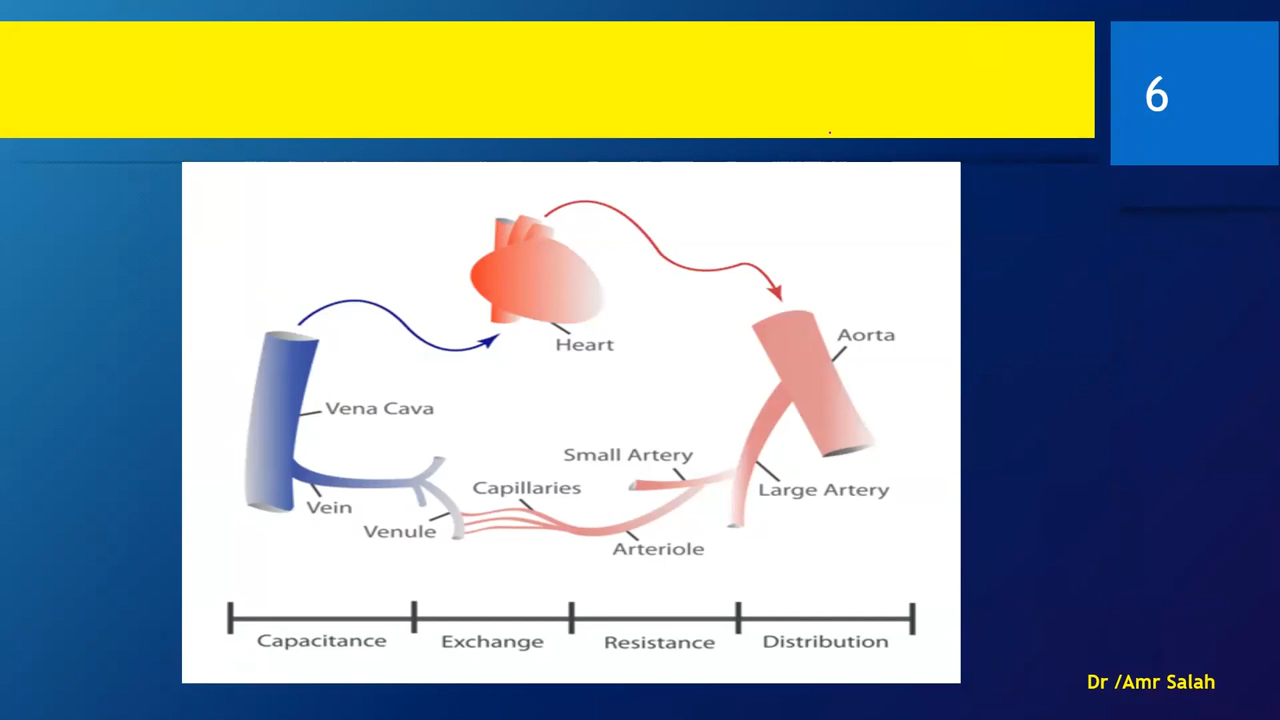 6
Heart
Aorta
Vena Cava
Small Artery
Capillaries
Large Artery
Vein
Venule
Arteriole
Capacitance Exchange Resistance Distribution
Dr /Amr Salah